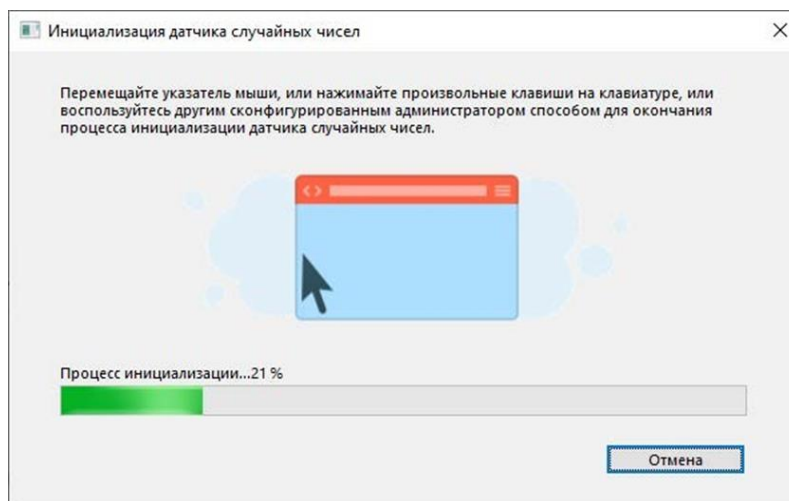 Инициализация датчика случайных чисел
Перемещайте указатель мыши, или нажимайте произвольные клавиши на клавиатуре, или
воспользуйтесь другим сконфигурированным администратором способом для окончания
процесса инициализации датчика случайных чисел.
Процесс инициализации...21 %
Отмена